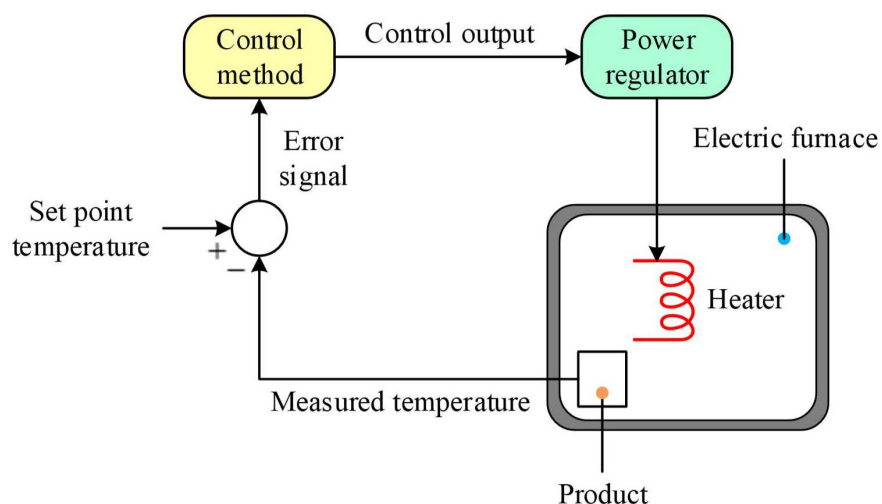 Control
method
Control output
Power
regulator
Error
signal
Electric furnace
Set point
temperature
+
−
Heater
Measured temperature
Product